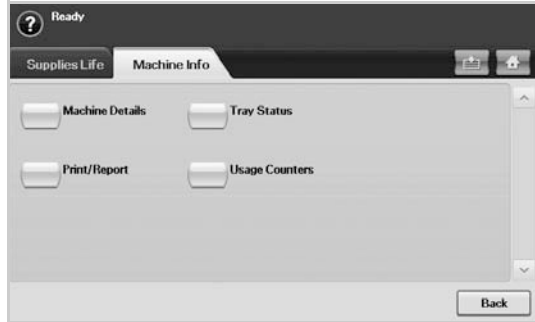 ? Ready
Supplies Life Machine Info
Machine Details Tray Status
Print/Report Usage Counters
Back